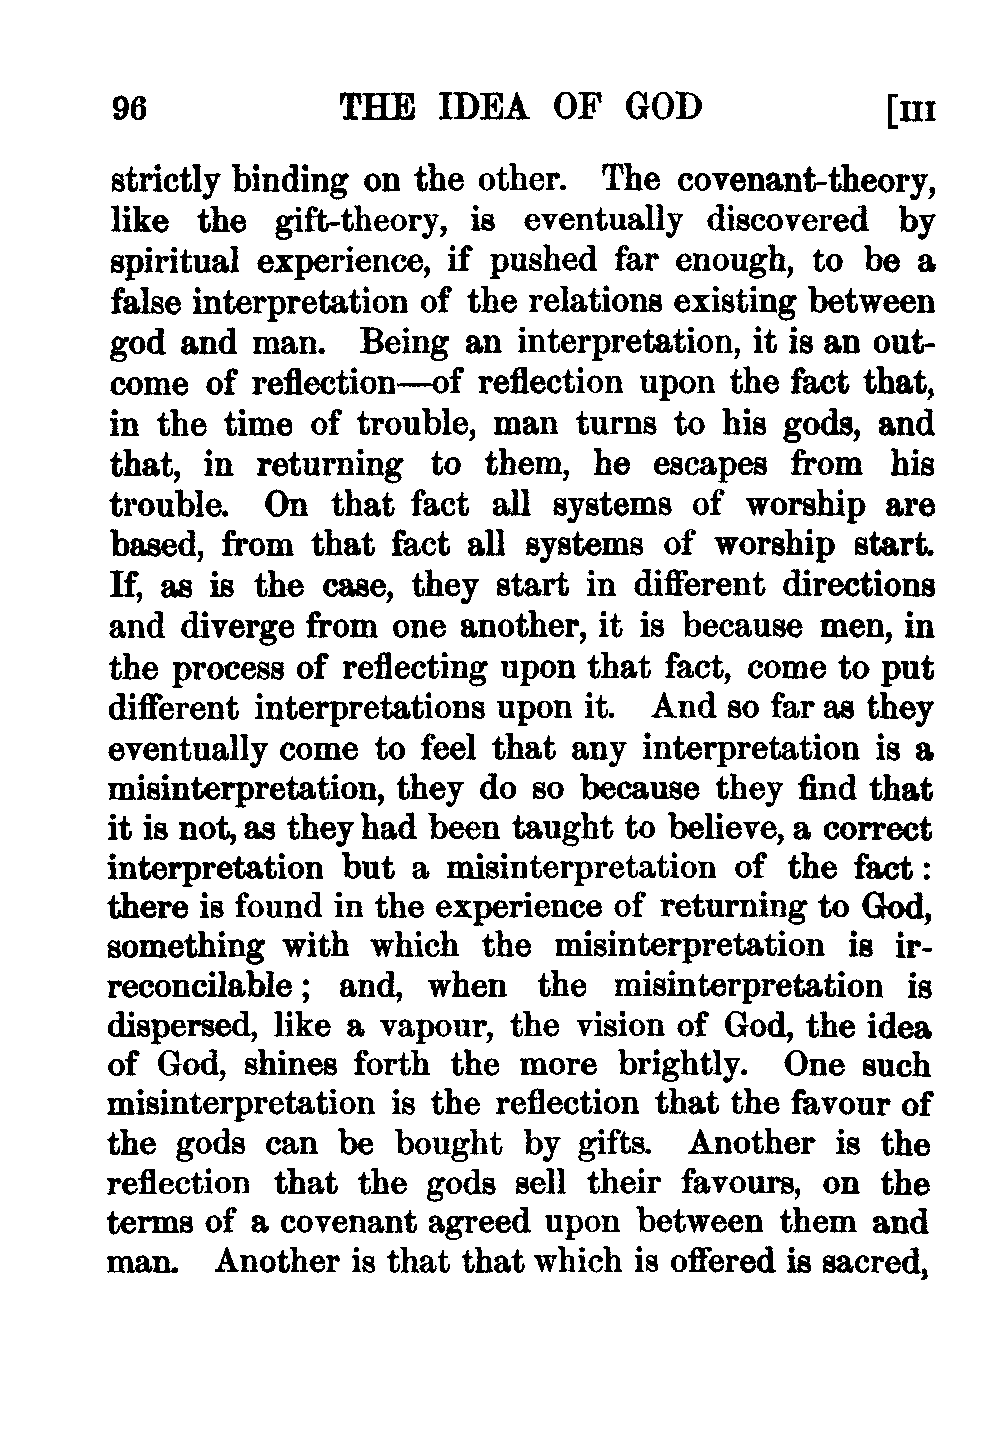 96 THE IDEA OF GOD [III
strictly binding on the other. The covenant-theory,
like the gift-theory, is eventually discovered by
spiritual experience, if pushed far enough, to be a
false interpretation of the relations existing between
god and man. Being an interpretation, it is an out-
come of reflection—of reflection upon the fact that,
in the time of trouble, man turns to his gods, and
that, in returning to them, he escapes from his
trouble. On that fact all systems of worship are
based, from that fact all systems of worship start.
If, as is the case, they start in different directions
and diverge from one another, it is because men, in
the process of reflecting upon that fact, come to put
different interpretations upon it. And so far as they
eventually come to feel that any interpretation is a
misinterpretation, they do so because they find that
it is not, as they had been taught to believe, a correct
interpretation but a misinterpretation of the fact :
there is found in the experience of returning to God,
something with which the misinterpretation is ir-
reconcilable ; and, when the misinterpretation is
dispersed, like a vapour, the vision of God, the idea
of God, shines forth the more brightly. One such
misinterpretation is the reflection that the favour of
the gods can be bought by gifts. Another is the
reflection that the gods sell their favours, on the
terms of a covenant agreed upon between them and
man. Another is that that which is offered is sacred,